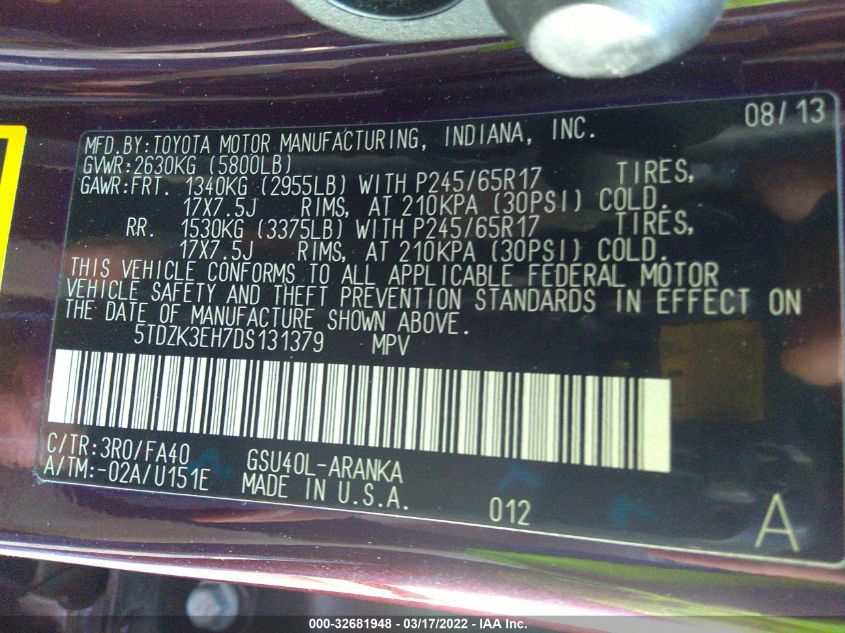 08/13
MFD.BY:TOYOTA MOTOR MANUFACTURING, INDIANA, INC.
GVWR:2630KG (5800LB)
GAWR:FRT. 1340KG (2955LB) WITH P245/65R17 TIRES,
17X7.5J RIMS, AT 210KPA (30PSI) COLD.
RR. 1530KG (3375LB) WITH P245/65R17 TIRES,
17X7.5J RIMS, AT 210KPA (30PSI) COLD.
THIS VEHICLE CONFORMS TO ALL APPLICABLE FEDERAL MOTOR
VEHICLE SAFETY AND THEFT PREVENTION STANDARDS IN EFFECT ON
THE DATE OF MANUFACTURE SHOWN ABOVE.
5TDZK3EH7DS131379 MPV
C/TR:3R0/FA40 GSU40L-ARANKA
A/TM:-02A/U151E MADE IN U.S.A. 012 A
000-32681948 - 03/17/2022 - IAA Inc.